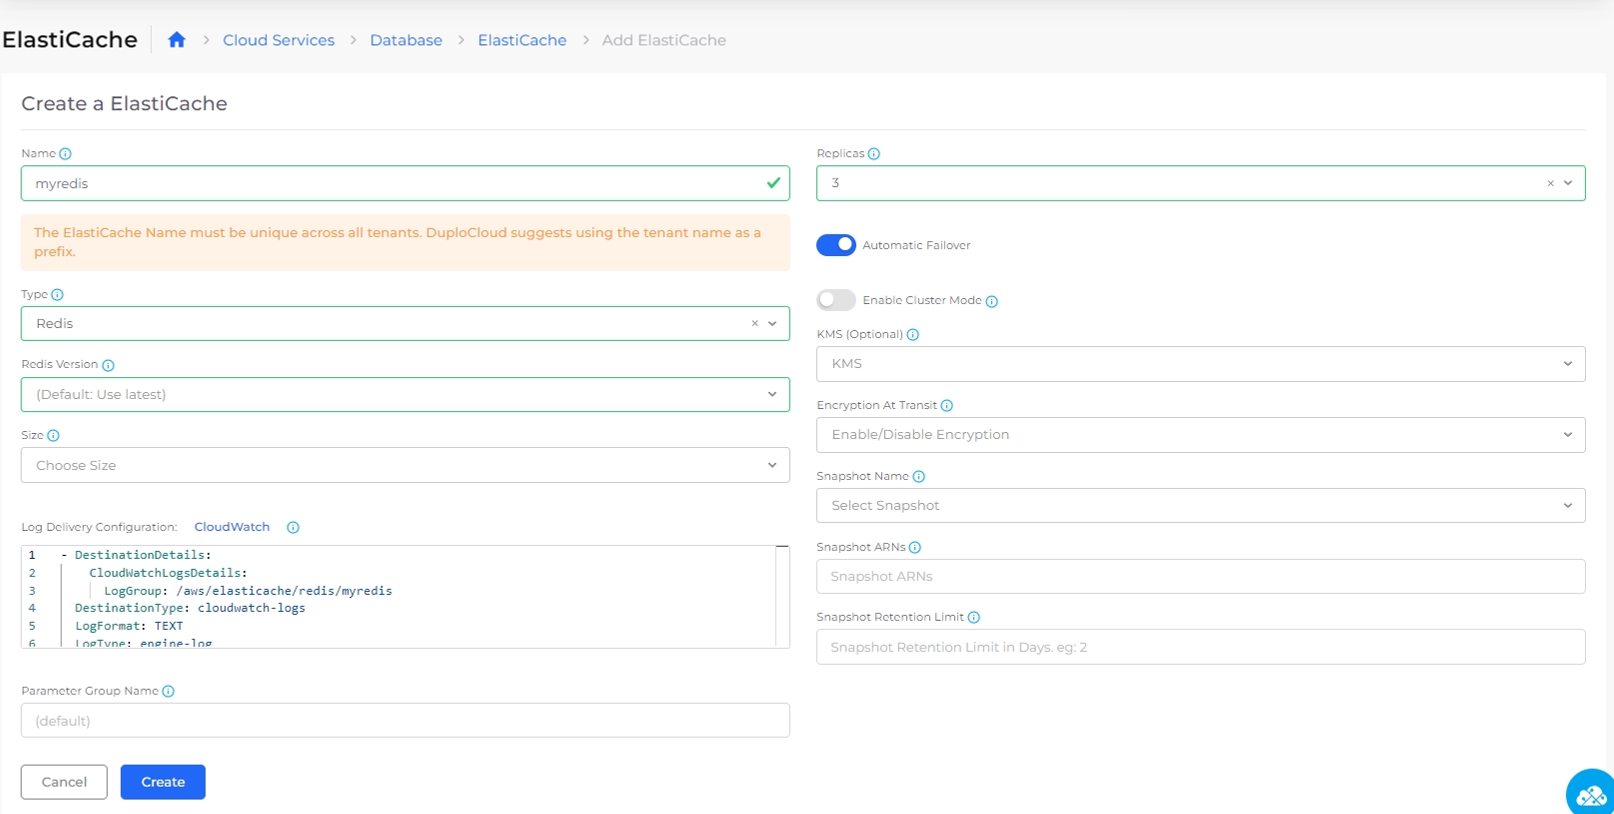 ElastiCache > Cloud Services > Database > ElastiCache > Add ElastiCache
Create a ElastiCache
Name
myredis
The ElastiCache Name must be unique across all tenants. DuploCloud suggests using the tenant name as a
prefix.
Type
Redis
Redis Version
(Default: Use latest)
Size
Choose Size
Log Delivery Configuration: CloudWatch
1 - DestinationDetails:
2 CloudWatchLogsDetails:
3 LogGroup: /aws/elasticache/redis/myredis
4 DestinationType: cloudwatch-logs
5 LogFormat: TEXT
6 LogType: engine-log
Parameter Group Name
(default)
Cancel Create
Replicas
3
Automatic Failover
Enable Cluster Mode
KMS (Optional)
KMS
Encryption At Transit
Enable/Disable Encryption
Snapshot Name
Select Snapshot
Snapshot ARNs
Snapshot ARNs
Snapshot Retention Limit
Snapshot Retention Limit in Days. eg: 2